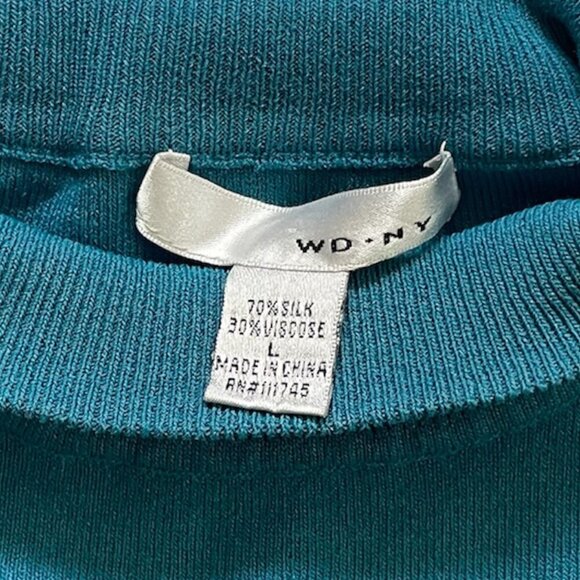 WD • NY
70% SILK
30% VISCOSE
L
MADE IN CHINA
RN# 111745